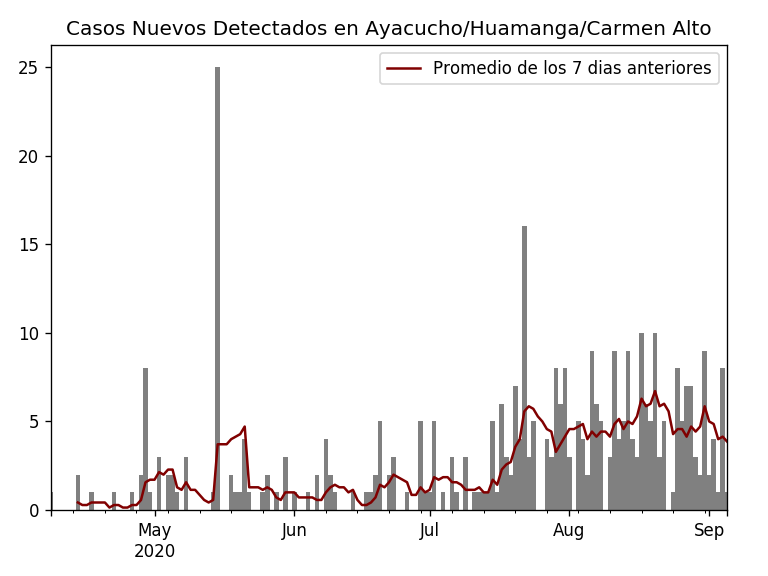 Casos Nuevos Detectados en Ayacucho/Huamanga/Carmen Alto
Promedio de los 7 dias anteriores
25
20
15
10
5
0
May Jun Jul Aug Sep
2020